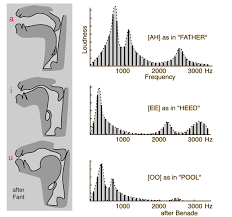 a
Loudness
[AH] as in "FATHER"
1000 2000 3000 Hz
Frequency
i
[EE] as in "HEED"
1000 2000 3000 Hz
u
after
Fant
[OO] as in "POOL"
1000 2000 3000 Hz
after Benade